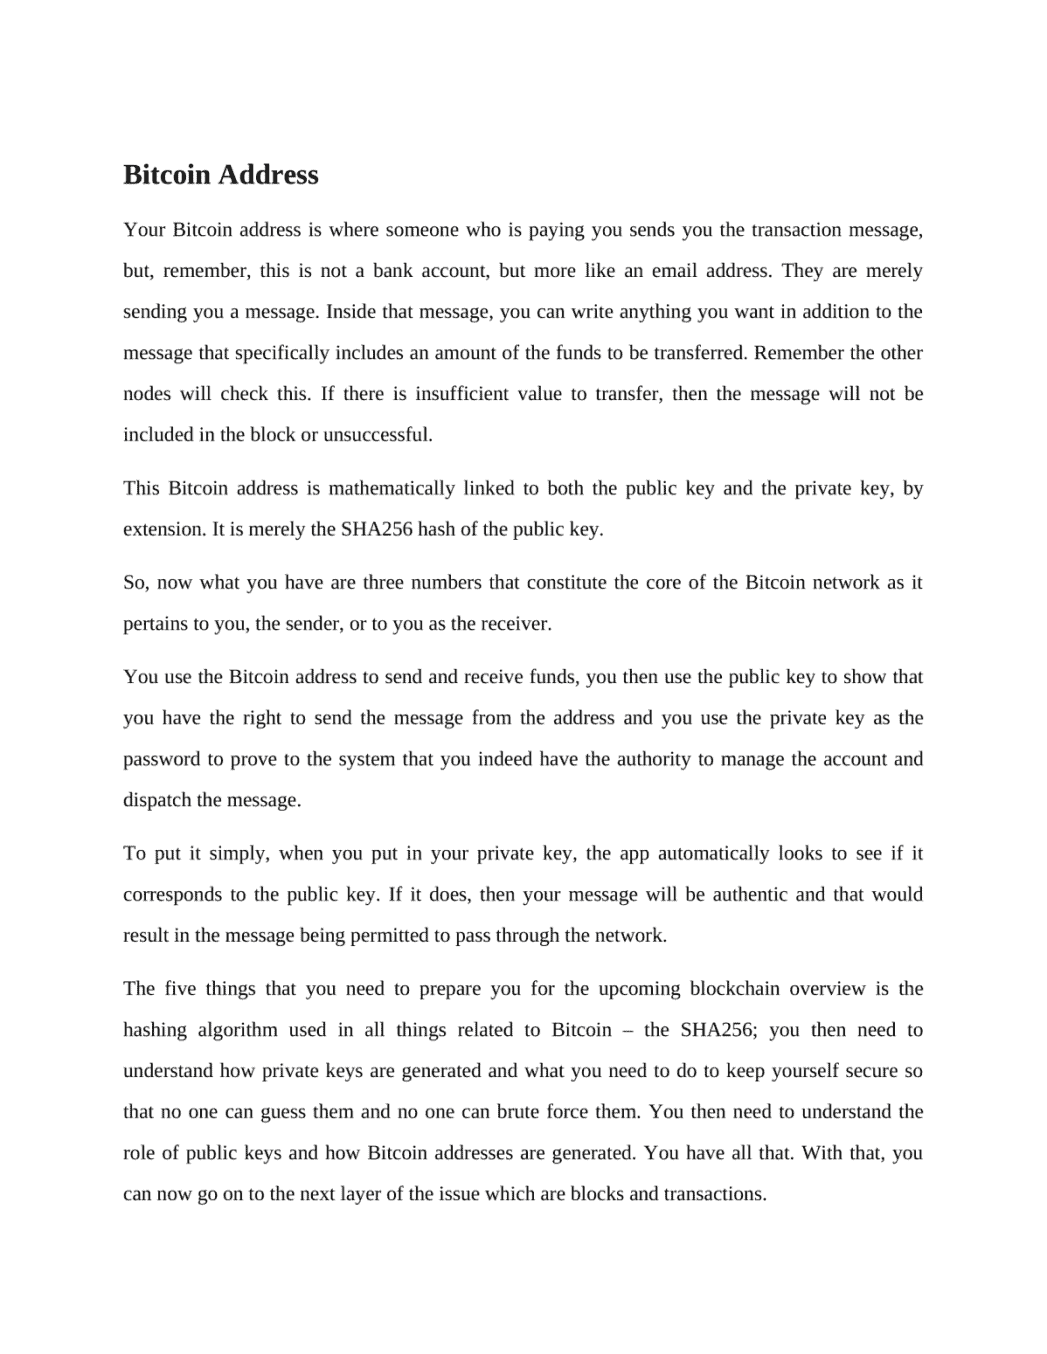 Bitcoin Address
Your Bitcoin address is where someone who is paying you sends you the transaction message,
but, remember, this is not a bank account, but more like an email address. They are merely
sending you a message. Inside that message, you can write anything you want in addition to the
message that specifically includes an amount of the funds to be transferred. Remember the other
nodes will check this. If there is insufficient value to transfer, then the message will not be
included in the block or unsuccessful.
This Bitcoin address is mathematically linked to both the public key and the private key, by
extension. It is merely the SHA256 hash of the public key.
So, now what you have are three numbers that constitute the core of the Bitcoin network as it
pertains to you, the sender, or to you as the receiver.
You use the Bitcoin address to send and receive funds, you then use the public key to show that
you have the right to send the message from the address and you use the private key as the
password to prove to the system that you indeed have the authority to manage the account and
dispatch the message.
To put it simply, when you put in your private key, the app automatically looks to see if it
corresponds to the public key. If it does, then your message will be authentic and that would
result in the message being permitted to pass through the network.
The five things that you need to prepare you for the upcoming blockchain overview is the
hashing algorithm used in all things related to Bitcoin – the SHA256; you then need to
understand how private keys are generated and what you need to do to keep yourself secure so
that no one can guess them and no one can brute force them. You then need to understand the
role of public keys and how Bitcoin addresses are generated. You have all that. With that, you
can now go on to the next layer of the issue which are blocks and transactions.